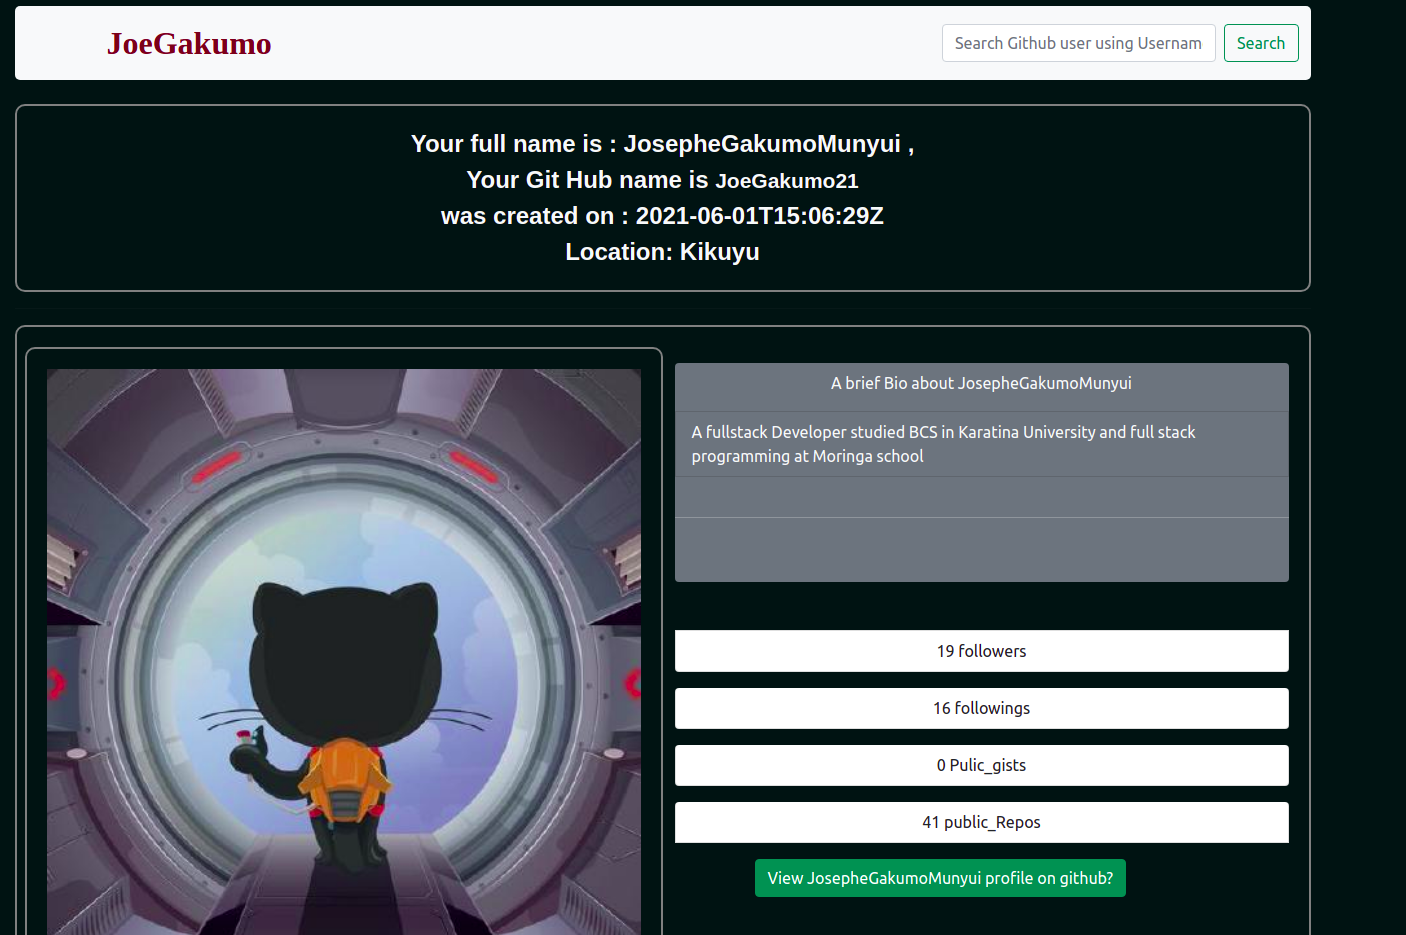 JoeGakumo
Search Github user using Usernam
Search
Your full name is : JosepheGakumoMunyui ,
Your Git Hub name is JoeGakumo21
was created on : 2021-06-01T15:06:29Z
Location: Kikuyu
A brief Bio about JosepheGakumoMunyui
A fullstack Developer studied BCS in Karatina University and full stack
programming at Moringa school
19 followers
16 followings
0 Pulic_gists
41 public_Repos
View JosepheGakumoMunyui profile on github?